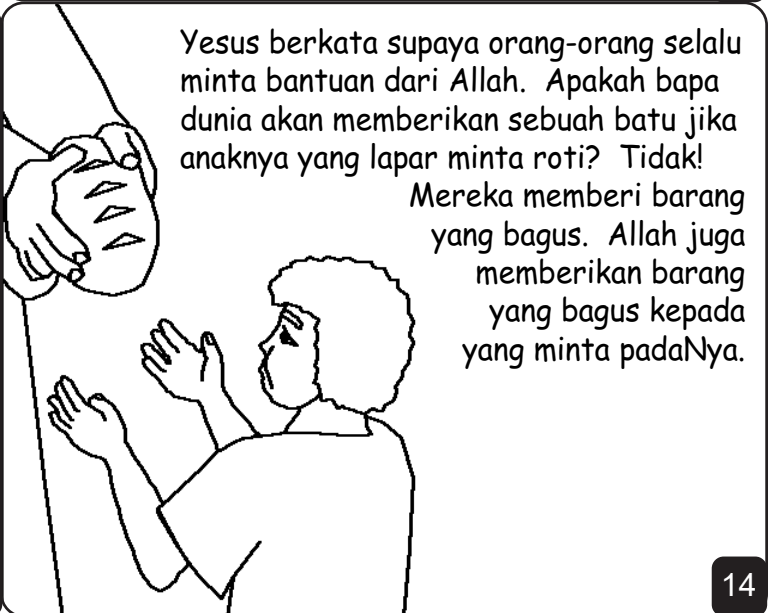 Yesus berkata supaya orang-orang selalu
minta bantuan dari Allah.  Apakah bapa
dunia akan memberikan sebuah batu jika
anaknya yang lapar minta roti?  Tidak!
Mereka memberi barang
yang bagus.  Allah juga
memberikan barang
yang bagus kepada
yang minta padaNya.
14